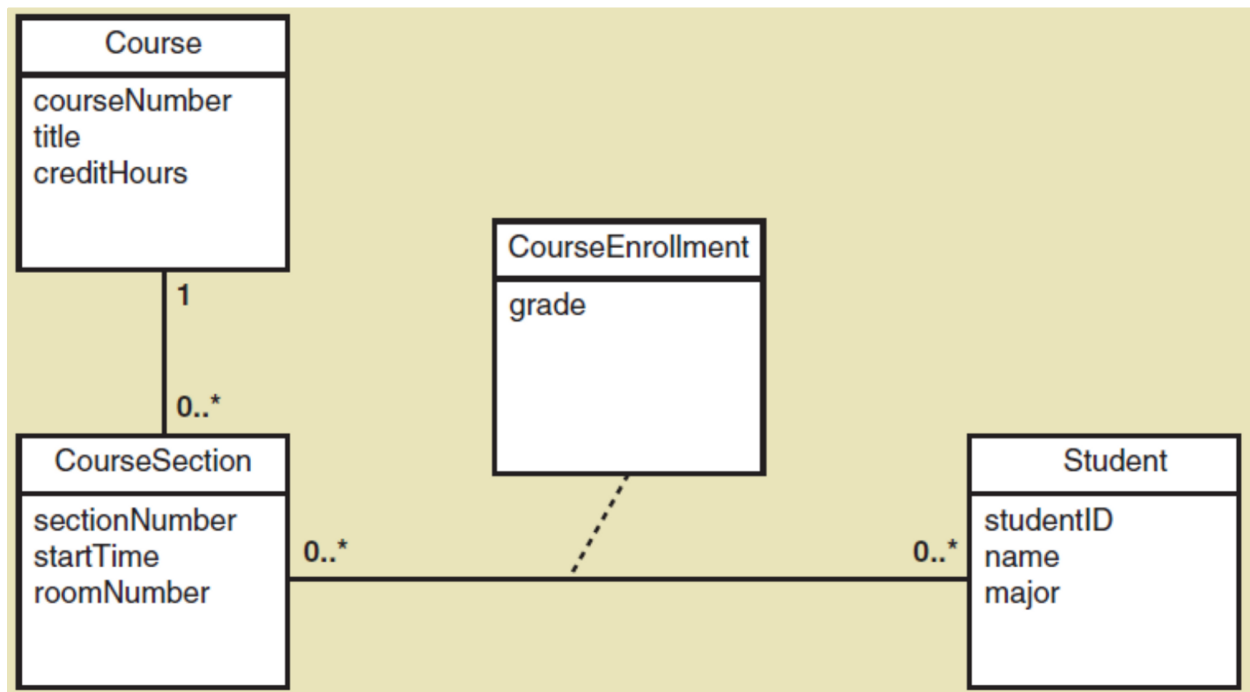 Course
courseNumber
title
creditHours
1
0..*
CourseEnrollment
grade
CourseSection
sectionNumber
startTime
roomNumber
0..*
0..*
Student
studentID
name
major